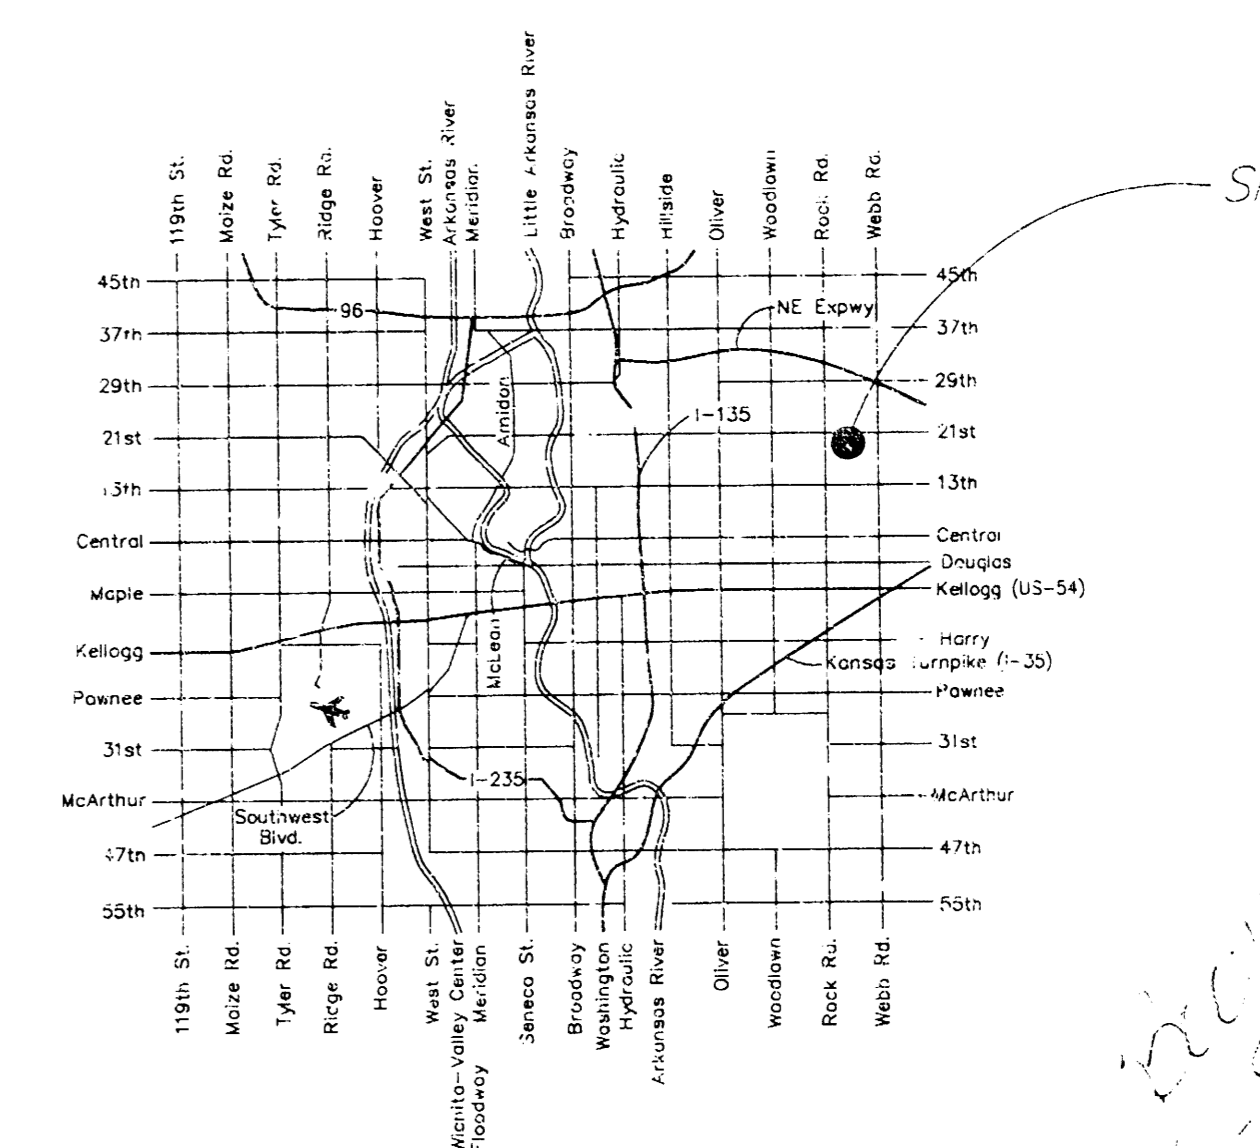 119th St.
Maize Rd.
Tyler Rd.
Ridge Rd.
Hoover
West St.
Arkansas River
Meridian
Little Arkansas River
Broadway
Hydraulic
Hillside
Oliver
Woodlawn
Rock Rd.
Webb Rd.
45th
37th
29th
21st
13th
Central
Maple
Kellogg
Pawnee
31st
McArthur
47th
55th
96
Amidon
McLean
I-235
Southwest
Blvd.
NE Expwy
I-135
45th
37th
29th
21st
13th
Central
Douglas
Kellogg (US-54)
Harry
Kansas Turnpike (I-35)
Pawnee
31st
McArthur
47th
55th
119th St.
Maize Rd.
Tyler Rd.
Ridge Rd.
Hoover
West St.
Wichita-Valley Center
Floodway
Meridian
Seneca St.
Broadway
Washington
Hydraulic
Arkansas River
Oliver
Woodlawn
Rock Rd.
Webb Rd.